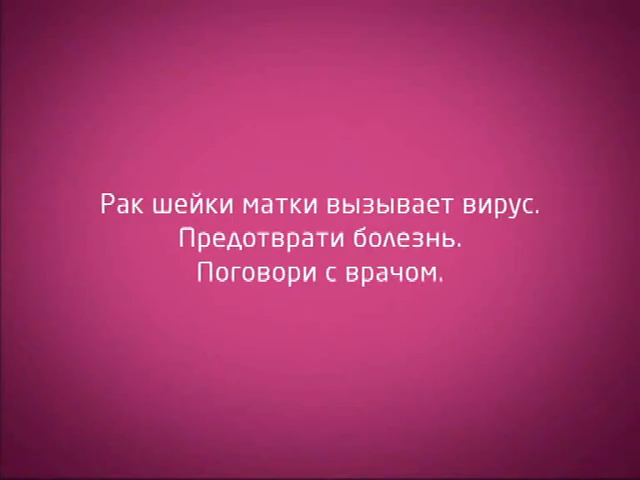 Рак шейки матки вызывает вирус.
Предотврати болезнь.
Поговори с врачом.